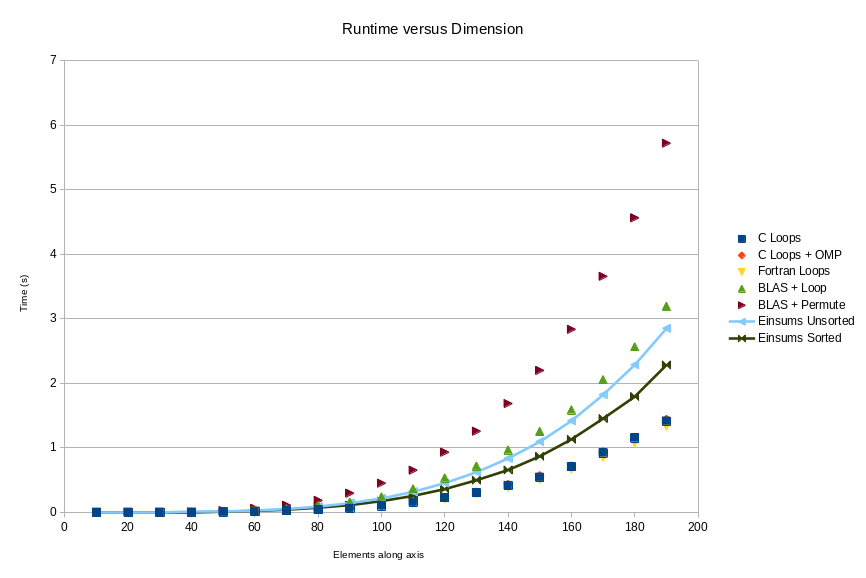 Runtime versus Dimension
7
6
5
4
3
2
1
0
Time (s)
0 20 40 60 80 100 120 140 160 180 200
Elements along axis
C Loops
C Loops + OMP
Fortran Loops
BLAS + Loop
BLAS + Permute
Einsums Unsorted
Einsums Sorted